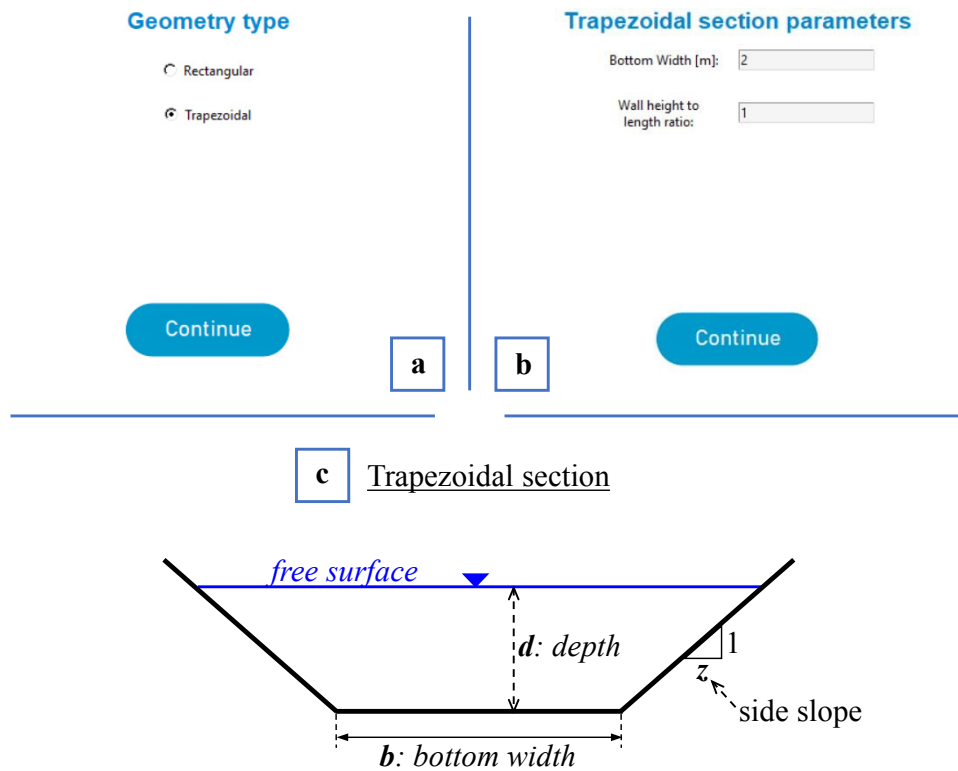 Geometry type
Rectangular
Trapezoidal
Continue
a
Trapezoidal section parameters
Bottom Width [m]:
2
Wall height to
length ratio:
1
Continue
b
c
Trapezoidal section
free surface
d: depth
1
z
side slope
b: bottom width